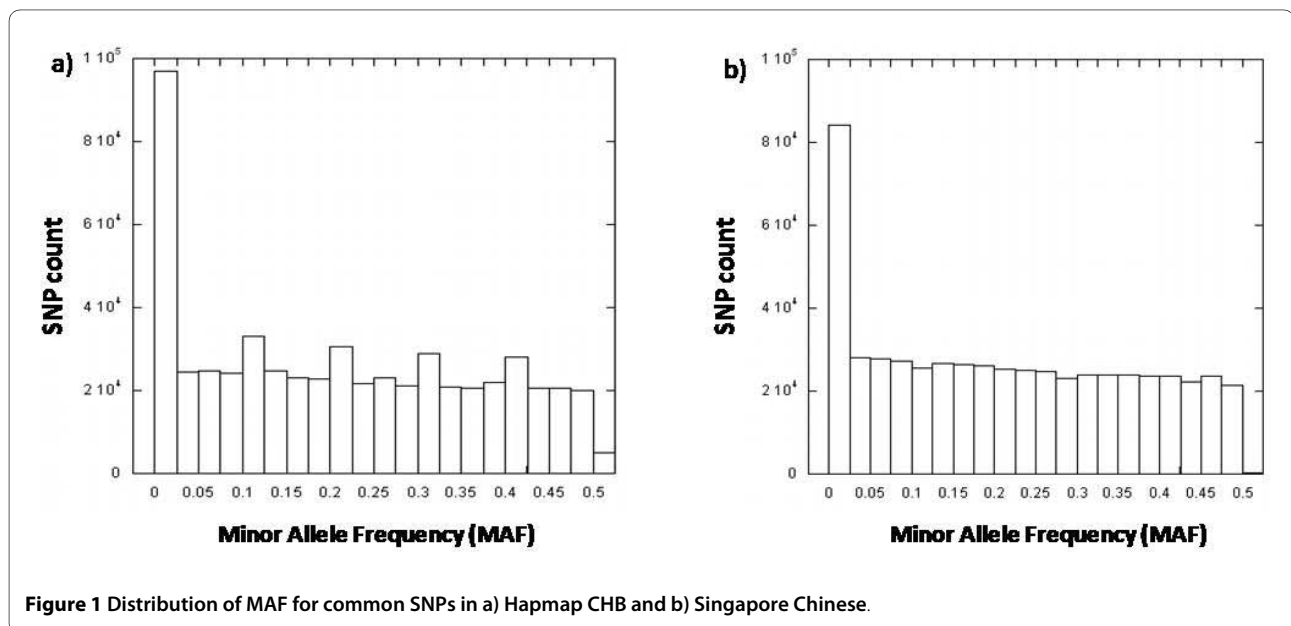 a)
1 10⁵
8 10⁴
6 10⁴
4 10⁴
2 10⁴
0
SNP count
0 0.05 0.1 0.15 0.2 0.25 0.3 0.35 0.4 0.45 0.5
Minor Allele Frequency (MAF)
b)
1 10⁵
8 10⁴
6 10⁴
4 10⁴
2 10⁴
0
SNP count
0 0.05 0.1 0.15 0.2 0.25 0.3 0.35 0.4 0.45 0.5
Minor Allele Frequency (MAF)
Figure 1 Distribution of MAF for common SNPs in a) Hapmap CHB and b) Singapore Chinese.